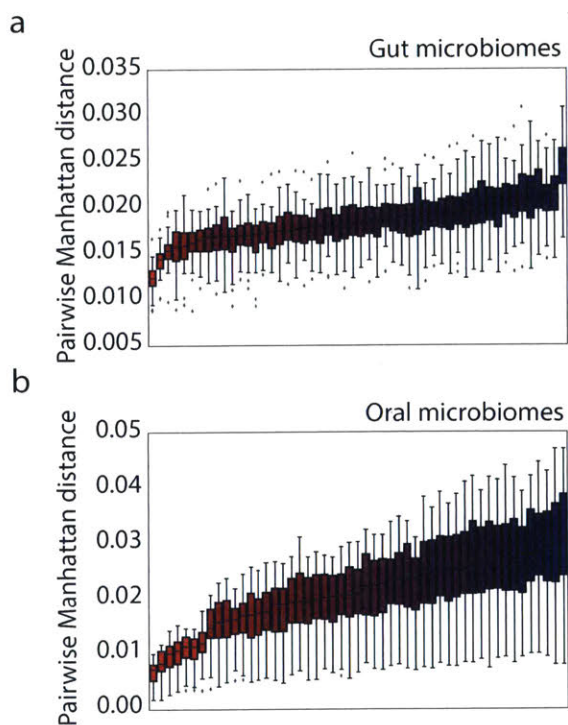 a
Gut microbiomes
Pairwise Manhattan distance
0.035
0.030
0.025
0.020
0.015
0.010
0.005
b
Oral microbiomes
Pairwise Manhattan distance
0.05
0.04
0.03
0.02
0.01
0.00